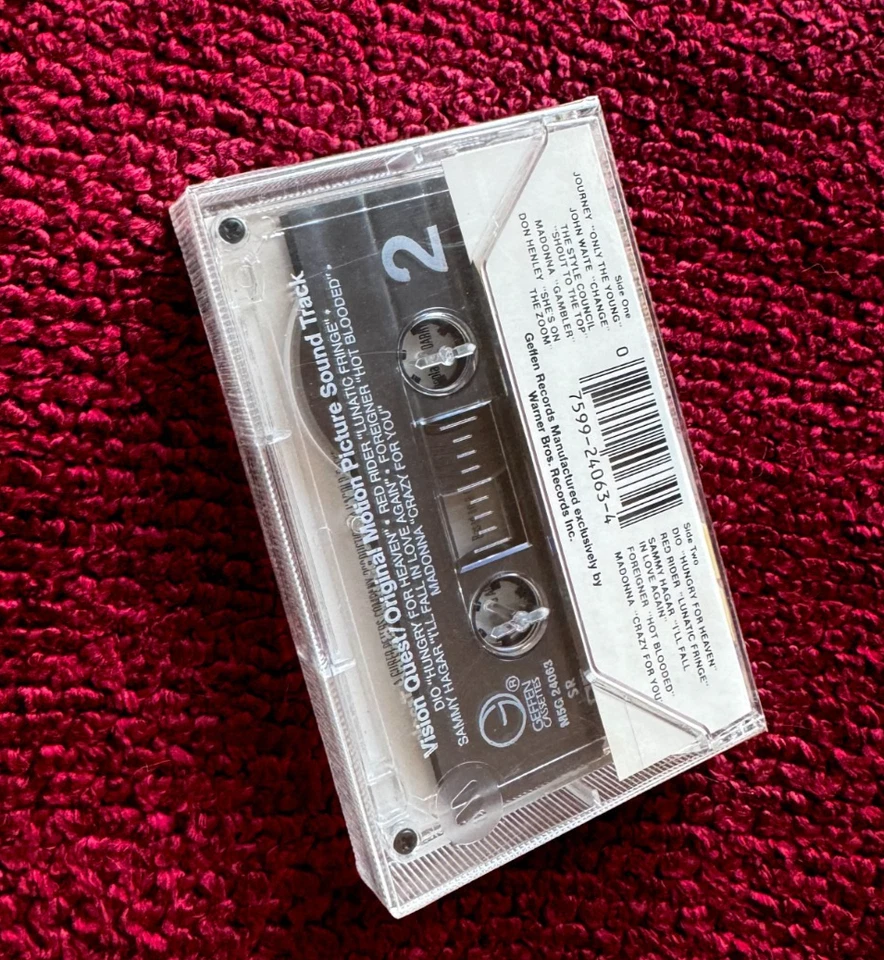 2
Vision Quest/Original Motion Picture Sound Track
DIO "HUNGRY FOR HEAVEN" • RED RIDER "LUNATIC FRINGE" •
SAMMY HAGAR "I'LL FALL IN LOVE AGAIN" • FOREIGNER "HOT BLOODED" •
MADONNA "CRAZY FOR YOU"
GEFFEN
CASSETTES
M5G 24063
SR
Side One
JOURNEY "ONLY THE YOUNG"
JOHN WAITE "CHANGE"
THE STYLE COUNCIL
"SHOUT TO THE TOP"
MADONNA "GAMBLER"
DON HENLEY "SHE'S ON
THE ZOOM"
0
7599-24063-4
Geffen Records Manufactured exclusively by
Warner Bros. Records Inc.
Side Two
DIO "HUNGRY FOR HEAVEN"
RED RIDER "LUNATIC FRINGE"
SAMMY HAGAR "I'LL FALL
IN LOVE AGAIN"
FOREIGNER "HOT BLOODED"
MADONNA "CRAZY FOR YOU